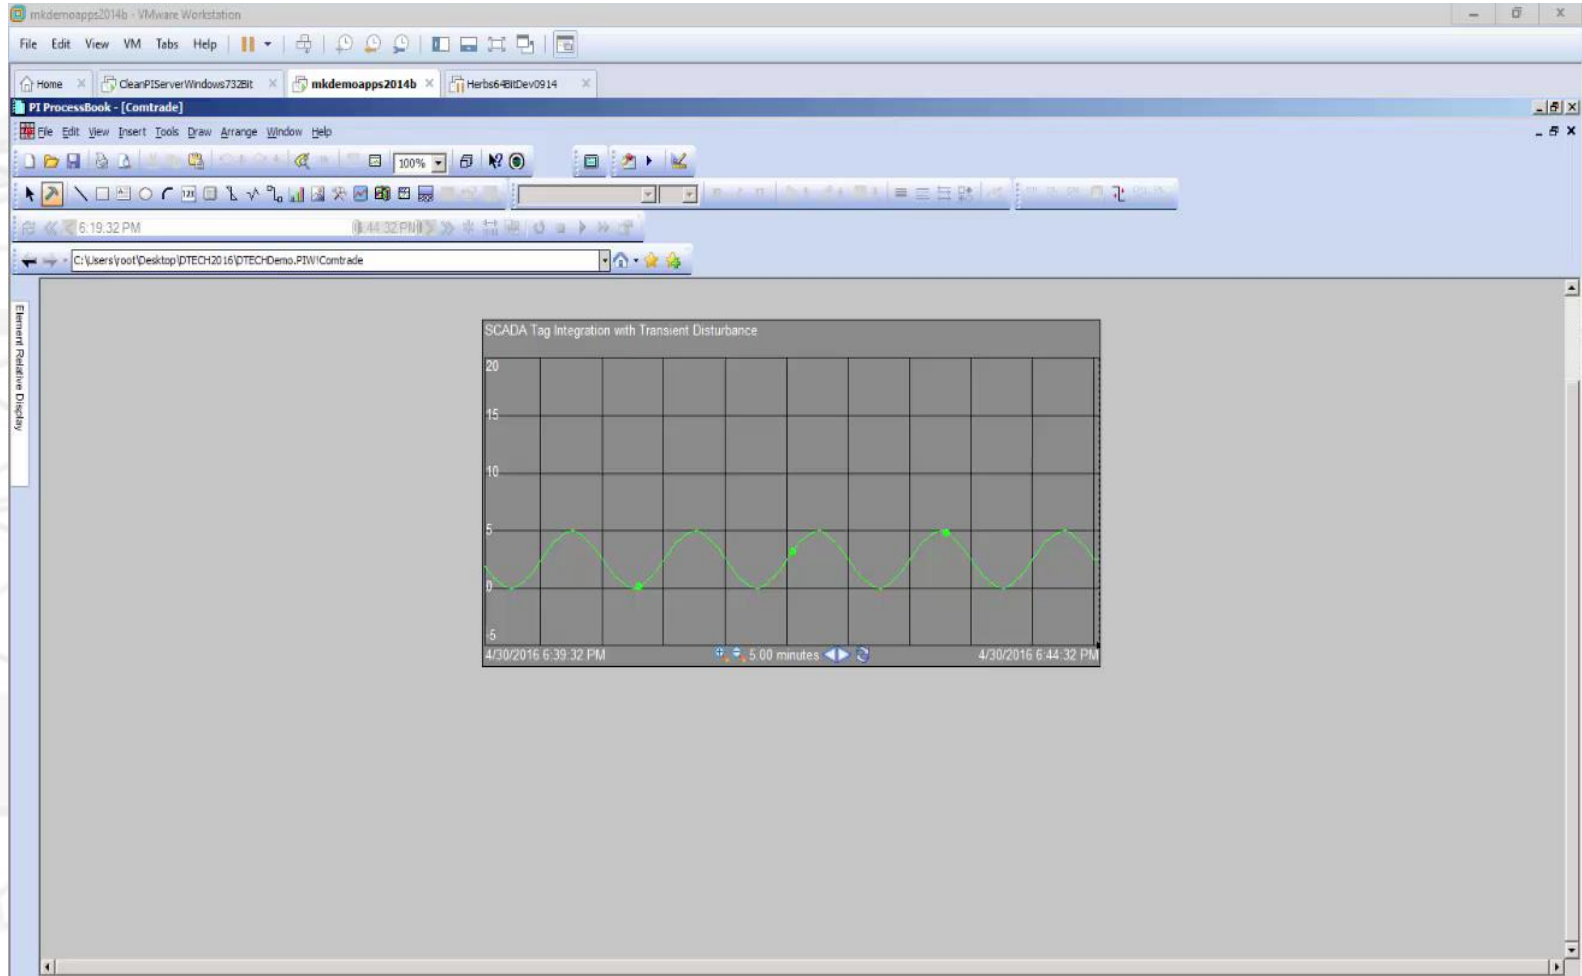 mkdemoapps2014b - VMware Workstation
File Edit View VM Tabs Help
Home CleanPIServerWindows732Bit mkdemoapps2014b Herbs64BitDev0914
PI ProcessBook - [Comtrade]
File Edit View Insert Tools Draw Arrange Window Help
100%
6:19:32 PM
C:\Users\root\Desktop\DTECH2016\DTECHDemo.PIW!Comtrade
Element Relative Display
SCADA Tag Integration with Transient Disturbance
20
15
10
5
0
-5
4/30/2016 6:39:32 PM 5.00 minutes 4/30/2016 6:44:32 PM